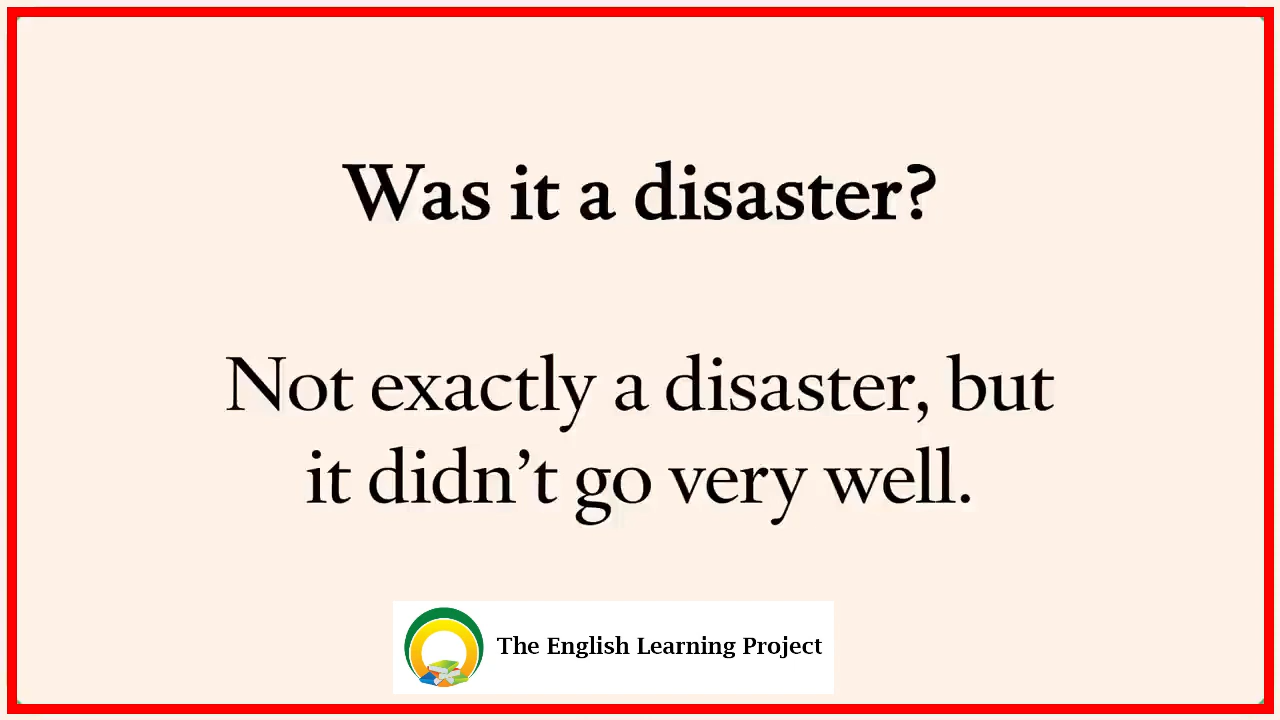 Was it a disaster?
Not exactly a disaster, but
it didn’t go very well.
The English Learning Project